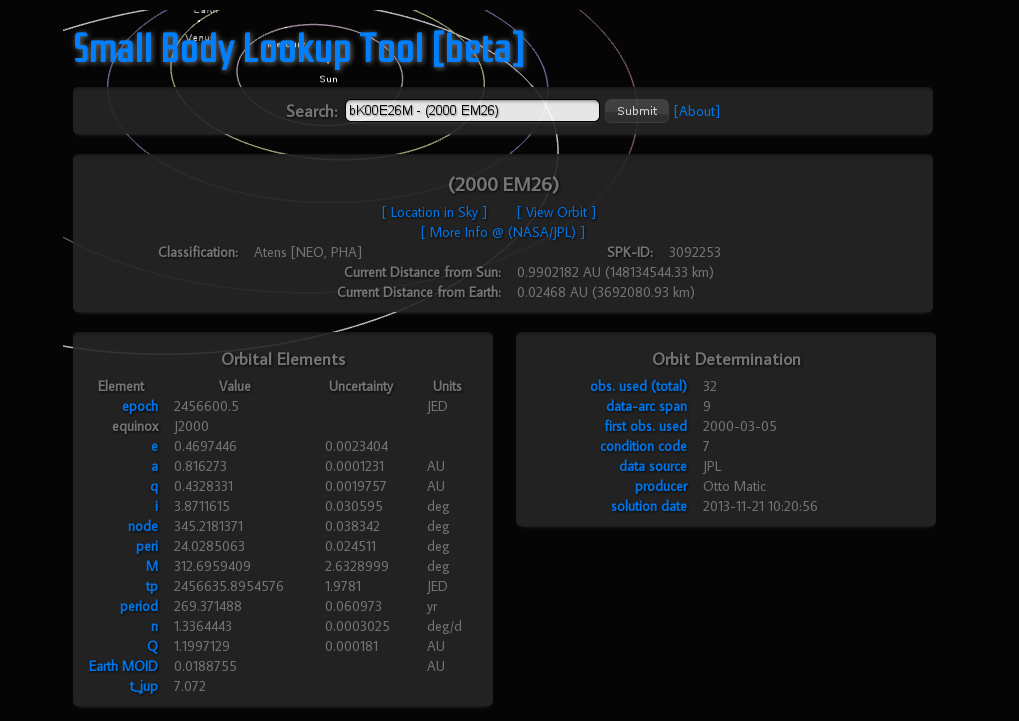 Earth
Venus
Mercury
Small Body Lookup Tool [beta]
Sun
Search: bK00E26M - (2000 EM26) Submit [About]
(2000 EM26)
[ Location in Sky ] [ View Orbit ]
[ More Info @ (NASA/JPL) ]
Classification: Atens [NEO, PHA] SPK-ID: 3092253
Current Distance from Sun: 0.9902182 AU (148134544.33 km)
Current Distance from Earth: 0.02468 AU (3692080.93 km)
Orbital Elements
Element Value Uncertainty Units
epoch 2456600.5 JED
equinox J2000
e 0.4697446 0.0023404
a 0.816273 0.0001231 AU
q 0.4328331 0.0019757 AU
i 3.8711615 0.030595 deg
node 345.2181371 0.038342 deg
peri 24.0285063 0.024511 deg
M 312.6959409 2.6328999 deg
tp 2456635.8954576 1.9781 JED
period 269.371488 0.060973 yr
n 1.3364443 0.0003025 deg/d
Q 1.1997129 0.000181 AU
Earth MOID 0.0188755 AU
t_jup 7.072
Orbit Determination
obs. used (total) 32
data-arc span 9
first obs. used 2000-03-05
condition code 7
data source JPL
producer Otto Matic
solution date 2013-11-21 10:20:56